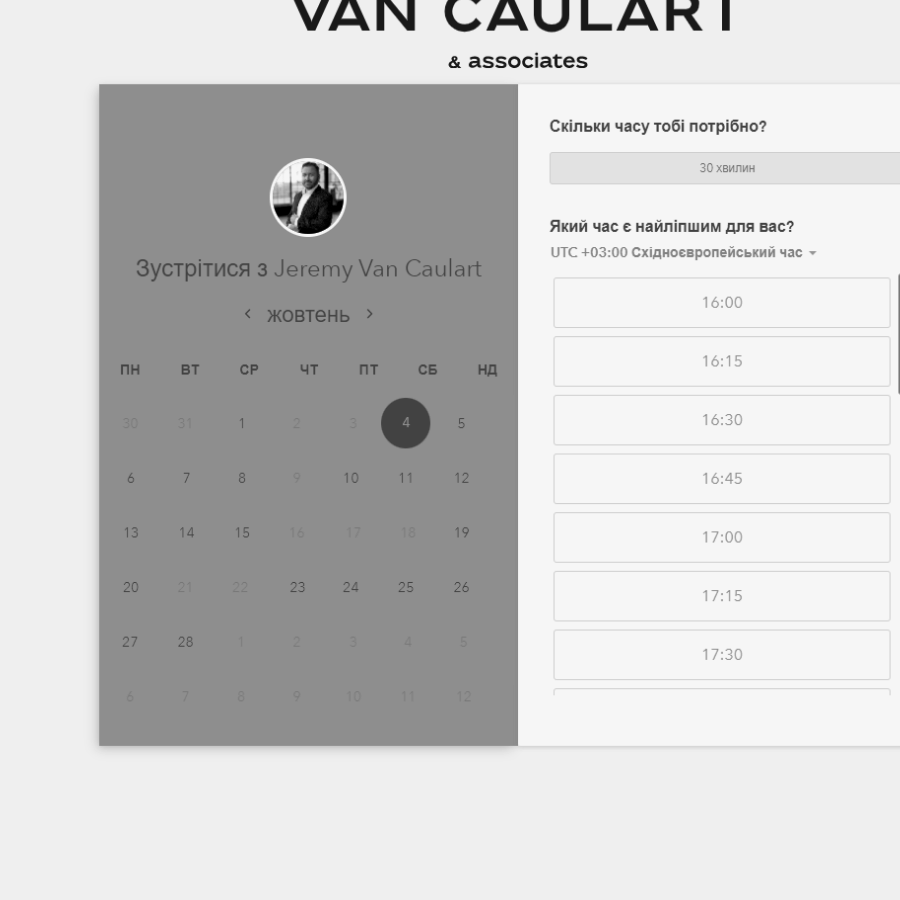 VAN CAULART
& associates
Зустрітися з Jeremy Van Caulart
жовтень
ПН ВТ СР ЧТ ПТ СБ НД
30 31 1 2 3 4 5
6 7 8 9 10 11 12
13 14 15 16 17 18 19
20 21 22 23 24 25 26
27 28 1 2 3 4 5
6 7 8 9 10 11 12
Скільки часу тобі потрібно?
30 хвилин
Який час є найліпшим для вас?
UTC +03:00 Східноєвропейський час
16:00
16:15
16:30
16:45
17:00
17:15
17:30